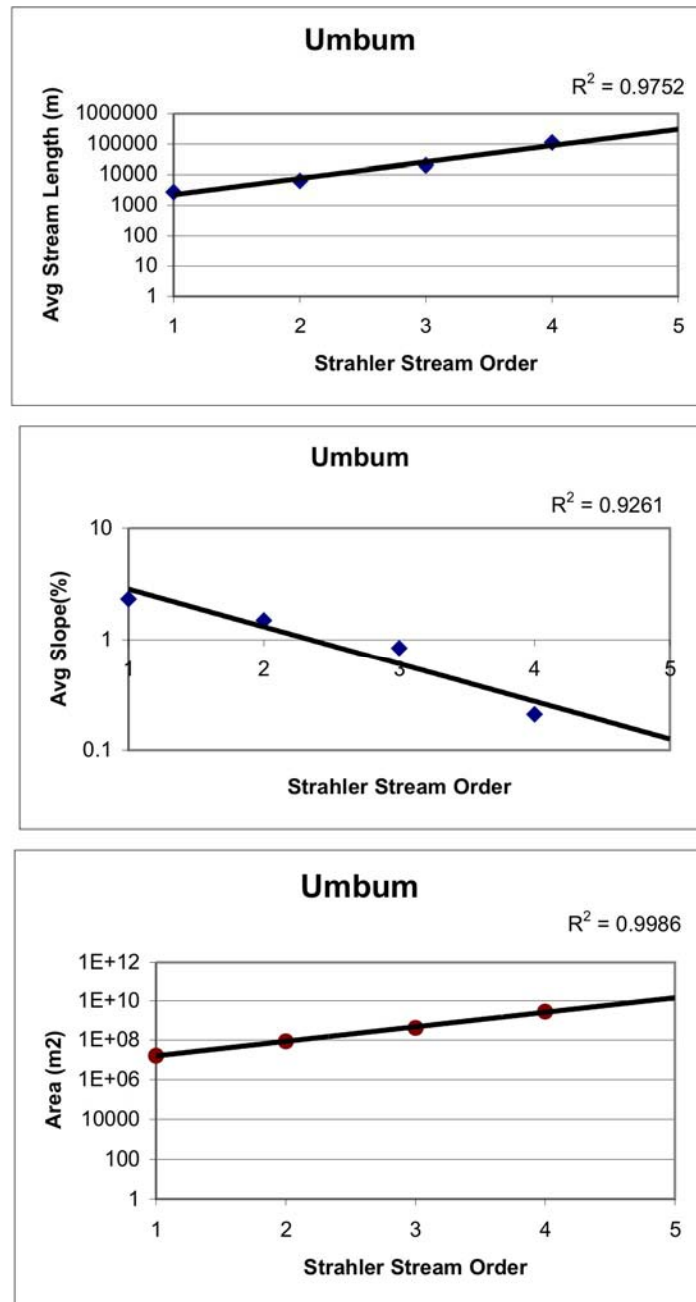 Umbum
R² = 0.9752
Avg Stream Length (m)
1000000
100000
10000
1000
100
10
1
1 2 3 4 5
Strahler Stream Order
Umbum
R² = 0.9261
Avg Slope(%)
10
1
0.1
1 2 3 4 5
Strahler Stream Order
Umbum
R² = 0.9986
Area (m2)
1E+12
1E+10
1E+08
1E+06
10000
100
1
1 2 3 4 5
Strahler Stream Order